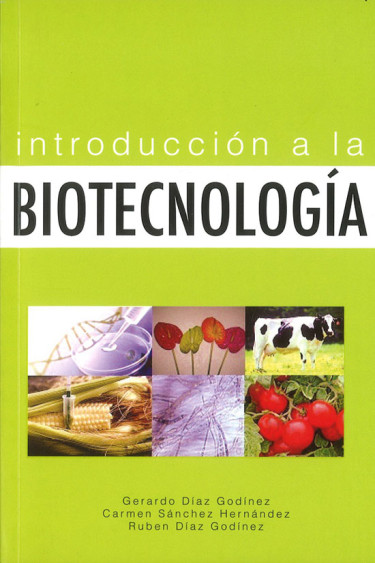 introducción a la
BIOTECNOLOGÍA
Gerardo Díaz Godínez
Carmen Sánchez Hernández
Ruben Díaz Godínez